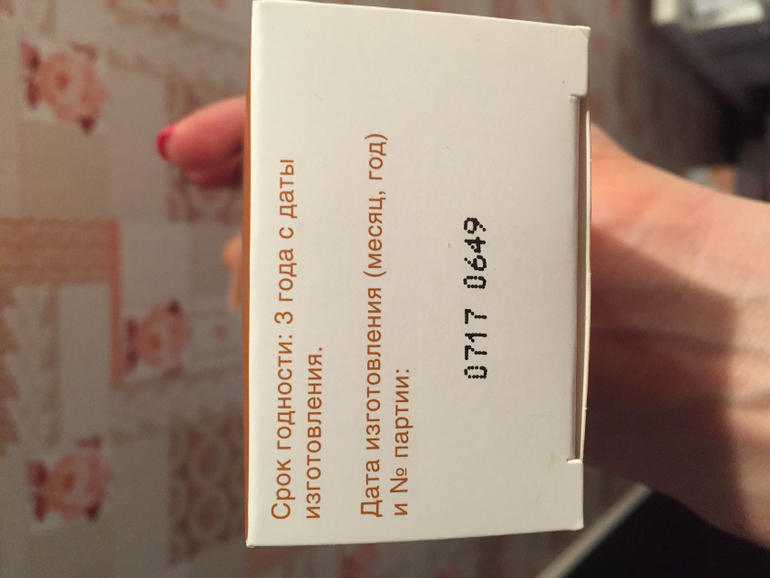 Срок годности: 3 года с даты
изготовления.
Дата изготовления (месяц, год)
и № партии:
0717 0649